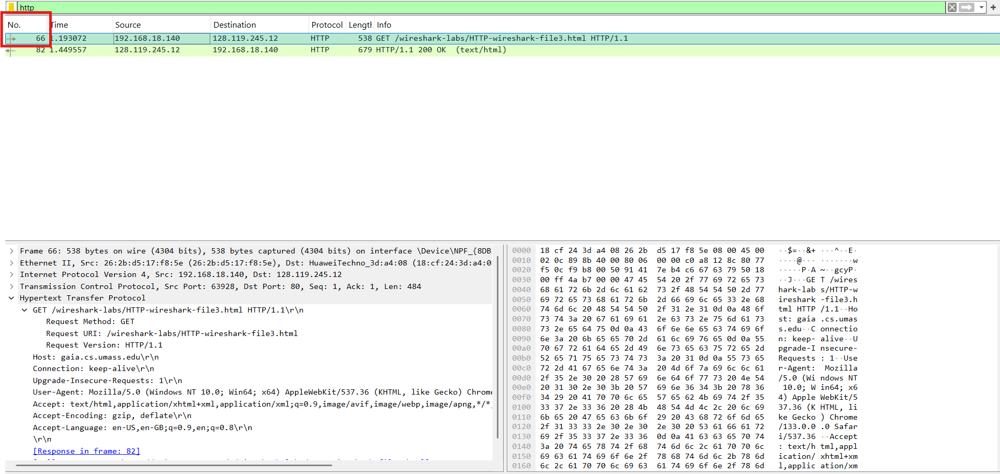 http
No. Time Source Destination Protocol Length Info
66 1.193072 192.168.18.140 128.119.245.12 HTTP 538 GET /wireshark-labs/HTTP-wireshark-file3.html HTTP/1.1
82 1.449557 128.119.245.12 192.168.18.140 HTTP 679 HTTP/1.1 200 OK (text/html)
Frame 66: 538 bytes on wire (4304 bits), 538 bytes captured (4304 bits) on interface \Device\NPF_{8DB
Ethernet II, Src: 26:2b:d5:17:f8:5e (26:2b:d5:17:f8:5e), Dst: HuaweiTechno_3d:a4:08 (18:cf:24:3d:a4:0
Internet Protocol Version 4, Src: 192.168.18.140, Dst: 128.119.245.12
Transmission Control Protocol, Src Port: 63928, Dst Port: 80, Seq: 1, Ack: 1, Len: 484
Hypertext Transfer Protocol
GET /wireshark-labs/HTTP-wireshark-file3.html HTTP/1.1\r\n
Request Method: GET
Request URI: /wireshark-labs/HTTP-wireshark-file3.html
Request Version: HTTP/1.1
Host: gaia.cs.umass.edu\r\n
Connection: keep-alive\r\n
Upgrade-Insecure-Requests: 1\r\n
User-Agent: Mozilla/5.0 (Windows NT 10.0; Win64; x64) AppleWebKit/537.36 (KHTML, like Gecko) Chrome
Accept: text/html,application/xhtml+xml,application/xml;q=0.9,image/avif,image/webp,image/apng,*/*,
Accept-Encoding: gzip, deflate\r\n
Accept-Language: en-US,en-GB;q=0.9,en;q=0.8\r\n
\r\n
[Response in frame: 82]
0000 18 cf 24 3d a4 08 26 2b d5 17 f8 5e 08 00 45 00 ··$=··&+ ···^··E·
0010 02 0c 89 8b 40 00 80 06 00 00 c0 a8 12 8c 80 77 ····@··· ·······w
0020 f5 0c f9 b8 00 50 91 41 7e b4 c6 67 63 79 50 18 ·····P·A ~··gcyP·
0030 00 ff 4a b7 00 00 47 45 54 20 2f 77 69 72 65 73 ··J···GE T /wires
0040 68 61 72 6b 2d 6c 61 62 73 2f 48 54 54 50 2d 77 hark-lab s/HTTP-w
0050 69 72 65 73 68 61 72 6b 2d 66 69 6c 65 33 2e 68 ireshark -file3.h
0060 74 6d 6c 20 48 54 54 50 2f 31 2e 31 0d 0a 48 6f tml HTTP /1.1··Ho
0070 73 74 3a 20 67 61 69 61 2e 63 73 2e 75 6d 61 73 st: gaia .cs.umas
0080 73 2e 65 64 75 0d 0a 43 6f 6e 6e 65 63 74 69 6f s.edu··C onnectio
0090 6e 3a 20 6b 65 65 70 2d 61 6c 69 76 65 0d 0a 55 n: keep- alive··U
00a0 70 67 72 61 64 65 2d 49 6e 73 65 63 75 72 65 2d pgrade-I nsecure-
00b0 52 65 71 75 65 73 74 73 3a 20 31 0d 0a 55 73 65 Requests : 1··Use
00c0 72 2d 41 67 65 6e 74 3a 20 4d 6f 7a 69 6c 6c 61 r-Agent: Mozilla
00d0 2f 35 2e 30 20 28 57 69 6e 64 6f 77 73 20 4e 54 /5.0 (Wi ndows NT
00e0 20 31 30 2e 30 3b 20 57 69 6e 36 34 3b 20 78 36 10.0; W in64; x6
00f0 34 29 20 41 70 70 6c 65 57 65 62 4b 69 74 2f 35 4) Apple WebKit/5
0100 33 37 2e 33 36 20 28 4b 48 54 4d 4c 2c 20 6c 69 37.36 (K HTML, li
0110 6b 65 20 47 65 63 6b 6f 29 20 43 68 72 6f 6d 65 ke Gecko ) Chrome
0120 2f 31 33 33 2e 30 2e 30 2e 30 20 53 61 66 61 72 /133.0.0 .0 Safar
0130 69 2f 35 33 37 2e 33 36 0d 0a 41 63 63 65 70 74 i/537.36 ··Accept
0140 3a 20 74 65 78 74 2f 68 74 6d 6c 2c 61 70 70 6c : text/h tml,appl
0150 69 63 61 74 69 6f 6e 2f 78 68 74 6d 6c 2b 78 6d ication/ xhtml+xm
0160 6c 2c 61 70 70 6c 69 63 61 74 69 6f 6e 2f 78 6d l,applic ation/xm